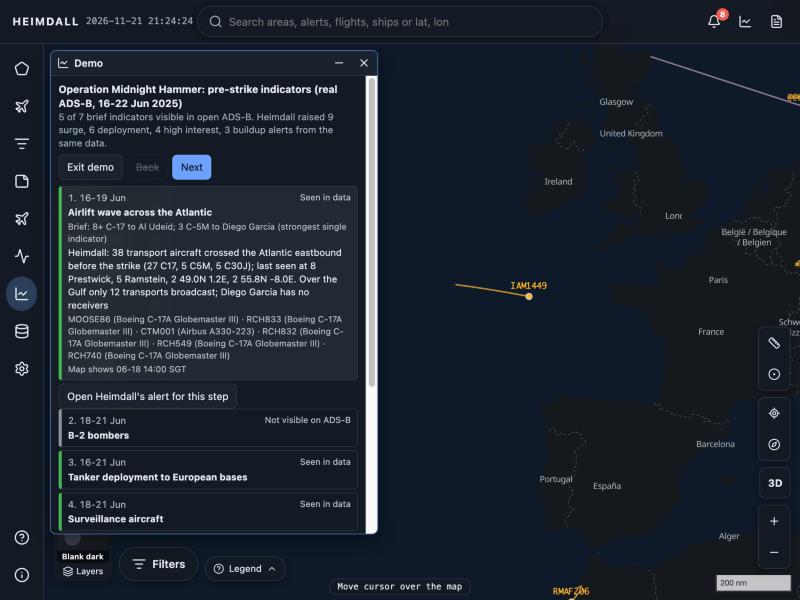 HEIMDALL 2026-11-21 21:24:24
Search areas, alerts, flights, ships or lat, lon
8
Demo
Operation Midnight Hammer: pre-strike indicators (real
ADS-B, 16-22 Jun 2025)
5 of 7 brief indicators visible in open ADS-B. Heimdall raised 9
surge, 6 deployment, 4 high interest, 3 buildup alerts from the
same data.
Exit demo
Back
Next
1. 16-19 Jun
Seen in data
Airlift wave across the Atlantic
Brief: 8+ C-17 to Al Udeid; 3 C-5M to Diego Garcia (strongest single
indicator)
Heimdall: 38 transport aircraft crossed the Atlantic eastbound
before the strike (27 C17, 5 C5M, 5 C30J); last seen at 8
Prestwick, 5 Ramstein, 2 49.0N 1.2E, 2 55.8N -8.0E. Over the
Gulf only 12 transports broadcast; Diego Garcia has no
receivers
MOOSE86 (Boeing C-17A Globemaster III) · RCH833 (Boeing C-17A
Globemaster III) · CTM001 (Airbus A330-223) · RCH832 (Boeing C-
17A Globemaster III) · RCH549 (Boeing C-17A Globemaster III) ·
RCH740 (Boeing C-17A Globemaster III)
Map shows 06-18 14:00 SGT
Open Heimdall's alert for this step
2. 18-21 Jun
Not visible on ADS-B
B-2 bombers
3. 16-21 Jun
Seen in data
Tanker deployment to European bases
4. 18-21 Jun
Seen in data
Surveillance aircraft
Glasgow
United Kingdom
Ireland
Lond
België / Belgique
/ Belgien
IAM1449
Paris
France
Schw
Barcelona
Portugal
España
Alger
RMAF206
3D
+
−
200 nm
Blank dark
Layers
Filters
Legend
Move cursor over the map